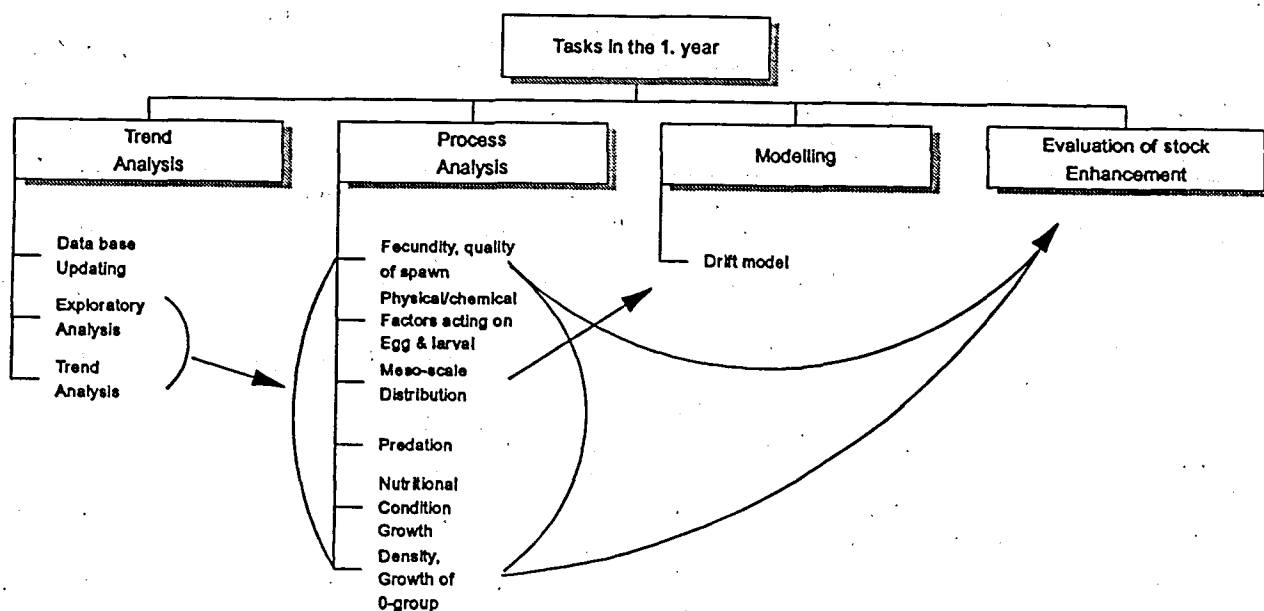 Tasks in the 1. year
Trend
Analysis
Process
Analysis
Modelling
Evaluation of stock
Enhancement
Data base
Updating
Exploratory
Analysis
Trend
Analysis
Fecundity, quality
of spawn
Physical/chemical
Factors acting on
Egg & larval
Meso-scale
Distribution
Predation
Nutritional
Condition
Growth
Density,
Growth of
0-group
Drift model